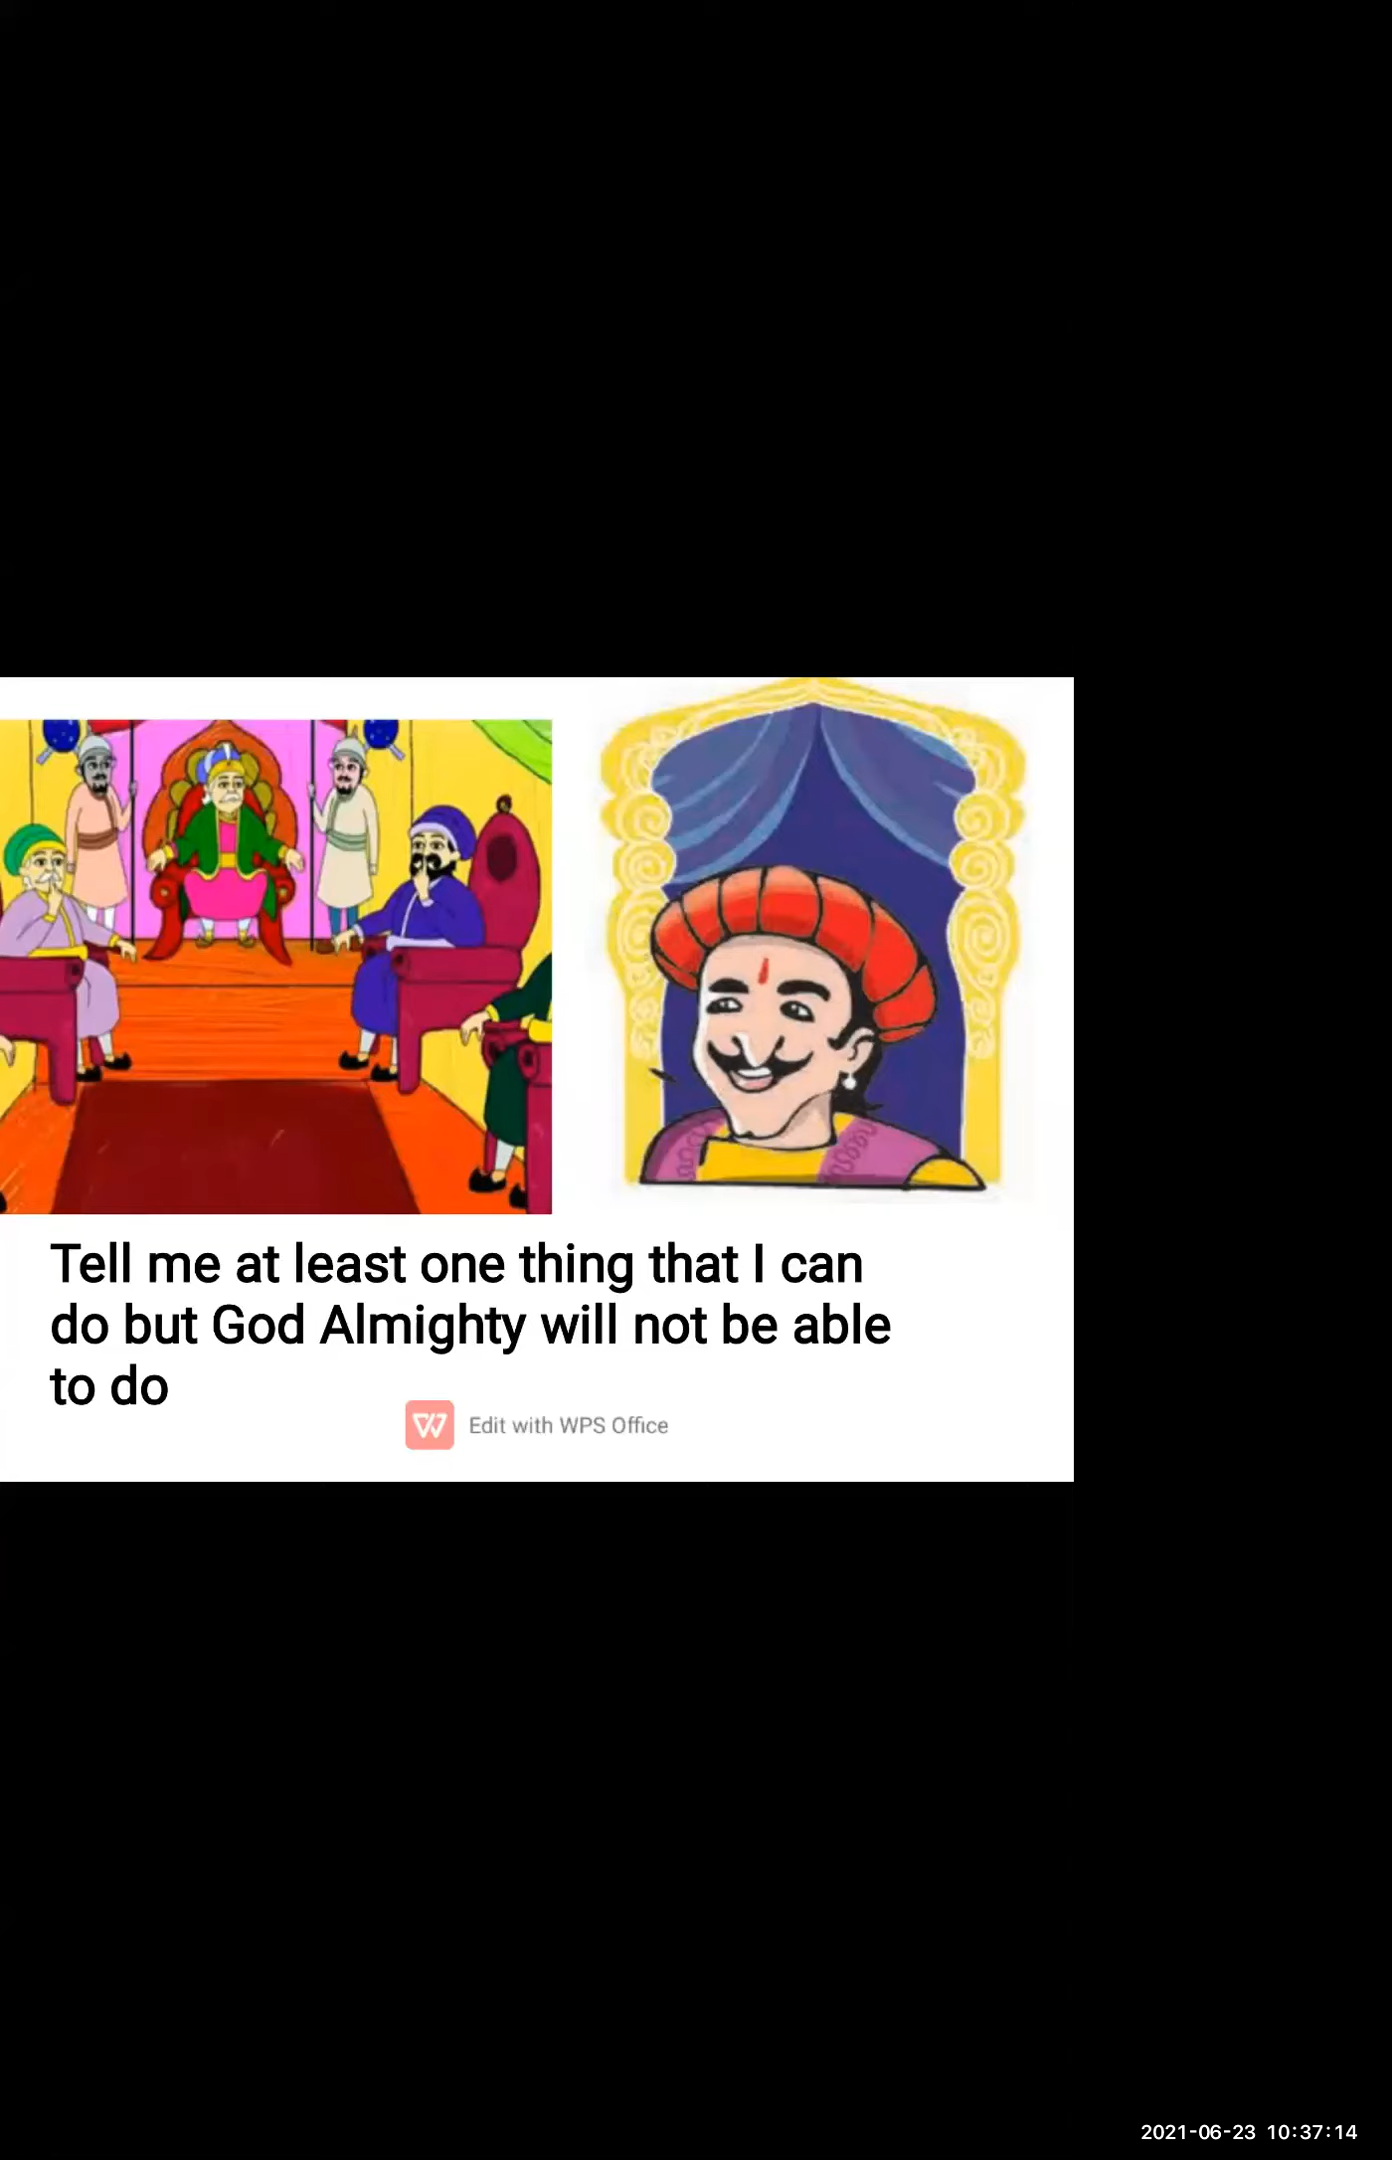 Tell me at least one thing that I can
do but God Almighty will not be able
to do
Edit with WPS Office
2021-06-23 10:37:14